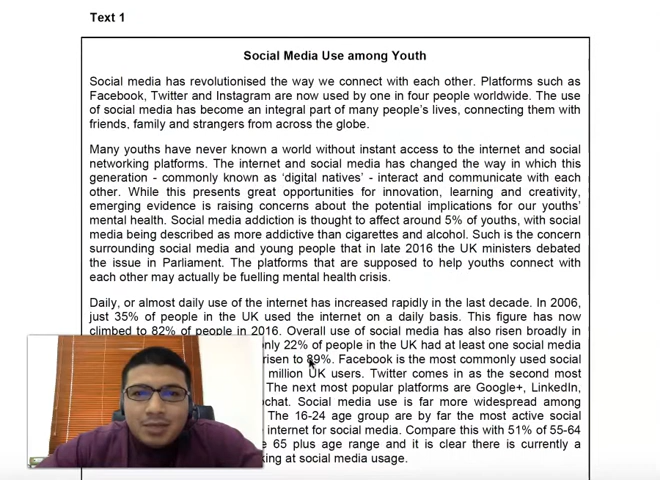 Text 1
Social Media Use among Youth
Social media has revolutionised the way we connect with each other. Platforms such as
Facebook, Twitter and Instagram are now used by one in four people worldwide. The use
of social media has become an integral part of many people's lives, connecting them with
friends, family and strangers from across the globe.
Many youths have never known a world without instant access to the internet and social
networking platforms. The internet and social media has changed the way in which this
generation - commonly known as 'digital natives' - interact and communicate with each
other. While this presents great opportunities for innovation, learning and creativity,
emerging evidence is raising concerns about the potential implications for our youths'
mental health. Social media addiction is thought to affect around 5% of youths, with social
media being described as more addictive than cigarettes and alcohol. Such is the concern
surrounding social media and young people that in late 2016 the UK ministers debated
the issue in Parliament. The platforms that are supposed to help youths connect with
each other may actually be fuelling mental health crisis.
Daily, or almost daily use of the internet has increased rapidly in the last decade. In 2006,
just 35% of people in the UK used the internet on a daily basis. This figure has now
climbed to 82% of people in 2016. Overall use of social media has also risen broadly in
only 22% of people in the UK had at least one social media
risen to 89%. Facebook is the most commonly used social
million UK users. Twitter comes in as the second most
The next most popular platforms are Google+, LinkedIn,
Social media use is far more widespread among
The 16-24 age group are by far the most active social
internet for social media. Compare this with 51% of 55-64
65 plus age range and it is clear there is currently a
at social media usage.